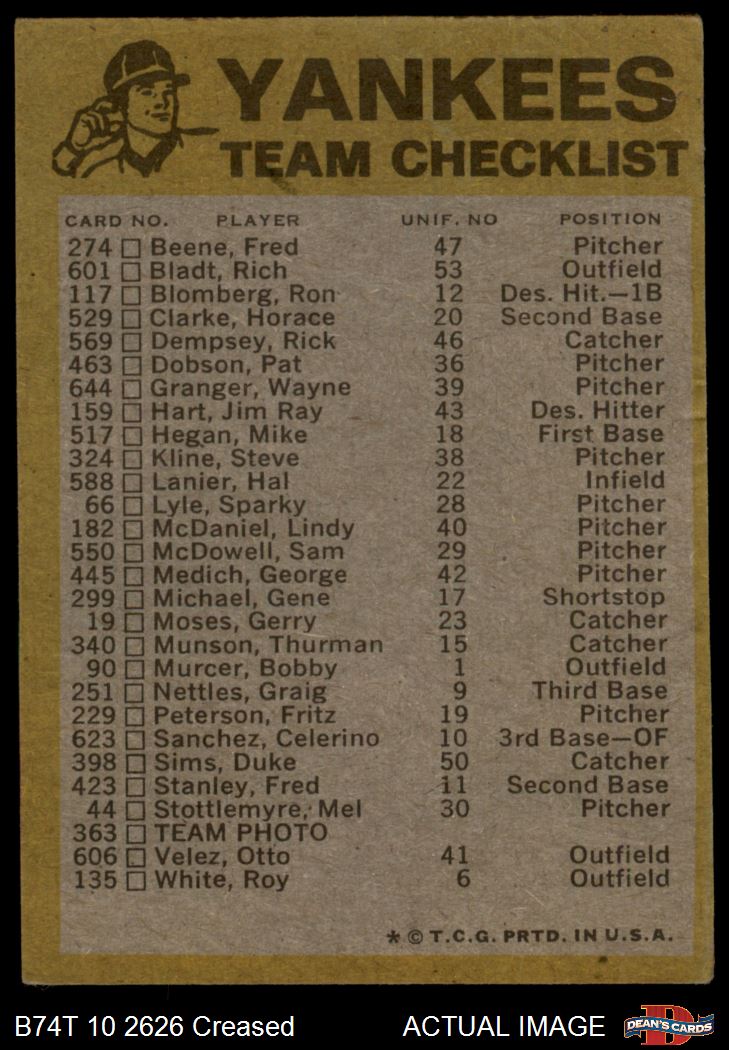 YANKEES
TEAM CHECKLIST
CARD NO. PLAYER UNIF. NO POSITION
274 Beene, Fred 47 Pitcher
601 Bladt, Rich 53 Outfield
117 Blomberg, Ron 12 Des. Hit.—1B
529 Clarke, Horace 20 Second Base
569 Dempsey, Rick 46 Catcher
463 Dobson, Pat 36 Pitcher
644 Granger, Wayne 39 Pitcher
159 Hart, Jim Ray 43 Des. Hitter
517 Hegan, Mike 18 First Base
324 Kline, Steve 38 Pitcher
588 Lanier, Hal 22 Infield
66 Lyle, Sparky 28 Pitcher
182 McDaniel, Lindy 40 Pitcher
550 McDowell, Sam 29 Pitcher
445 Medich, George 42 Pitcher
299 Michael, Gene 17 Shortstop
19 Moses, Gerry 23 Catcher
340 Munson, Thurman 15 Catcher
90 Murcer, Bobby 1 Outfield
251 Nettles, Graig 9 Third Base
229 Peterson, Fritz 19 Pitcher
623 Sanchez, Celerino 10 3rd Base—OF
398 Sims, Duke 50 Catcher
423 Stanley, Fred 11 Second Base
44 Stottlemyre, Mel 30 Pitcher
363 TEAM PHOTO
606 Velez, Otto 41 Outfield
135 White, Roy 6 Outfield
* © T.C.G. PRTD. IN U.S.A.
B74T 10 2626 Creased ACTUAL IMAGE DEAN'S CARDS